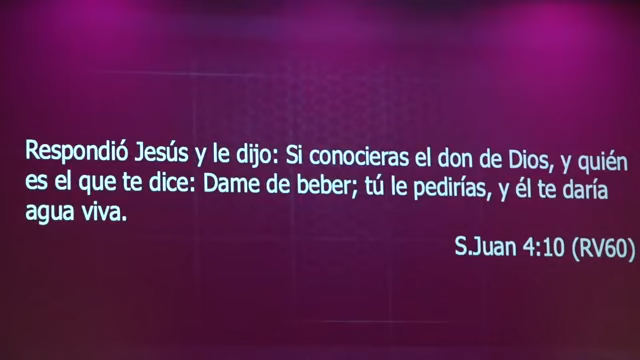 Respondió Jesús y le dijo: Si conocieras el don de Dios, y quién
es el que te dice: Dame de beber; tú le pedirías, y él te daría
agua viva.
S.Juan 4:10 (RV60)